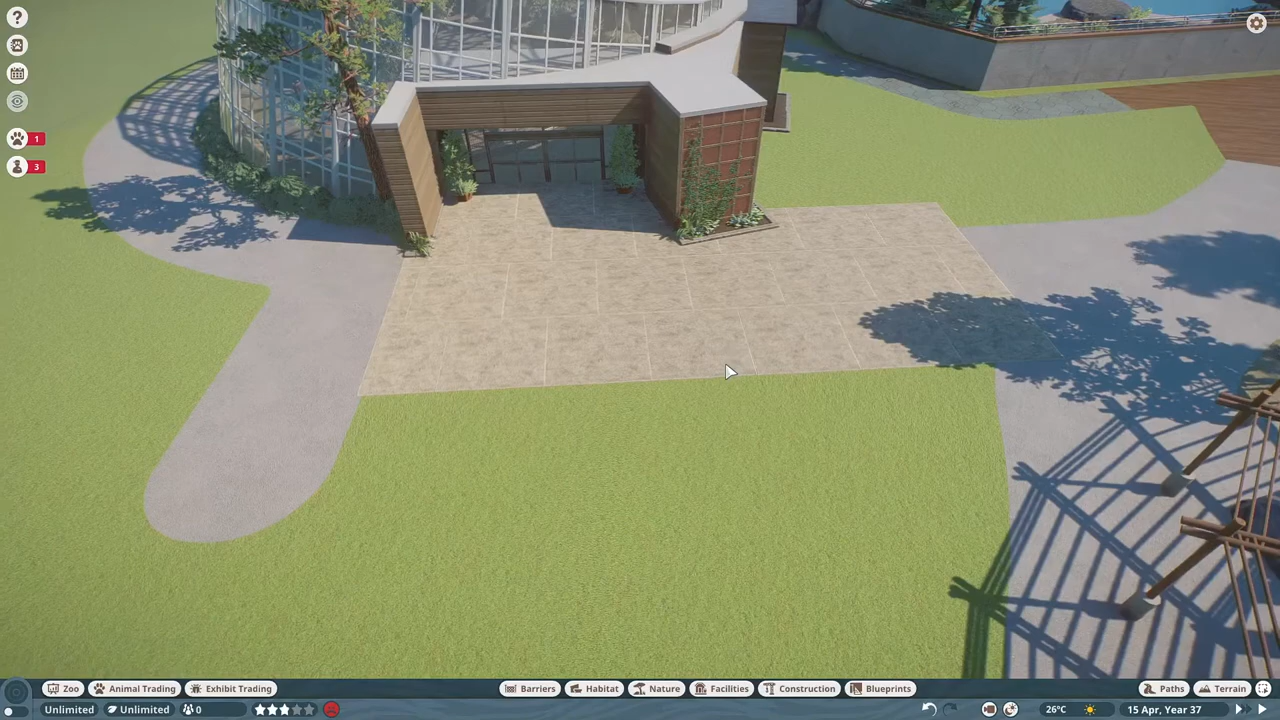 ?
1
3
Zoo
Animal Trading
Exhibit Trading
Barriers
Habitat
Nature
Facilities
Construction
Blueprints
Paths
Terrain
Unlimited
Unlimited
0
26°C
15 Apr, Year 37